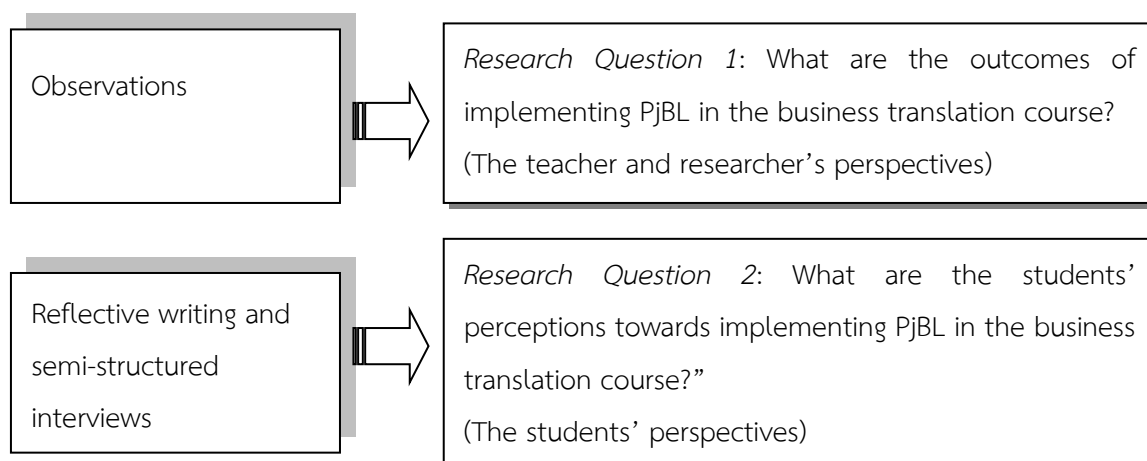 Observations
Research Question 1: What are the outcomes of
implementing PjBL in the business translation course?
(The teacher and researcher's perspectives)
Reflective writing and
semi-structured
interviews
Research Question 2: What are the students'
perceptions towards implementing PjBL in the business
translation course?"
(The students' perspectives)